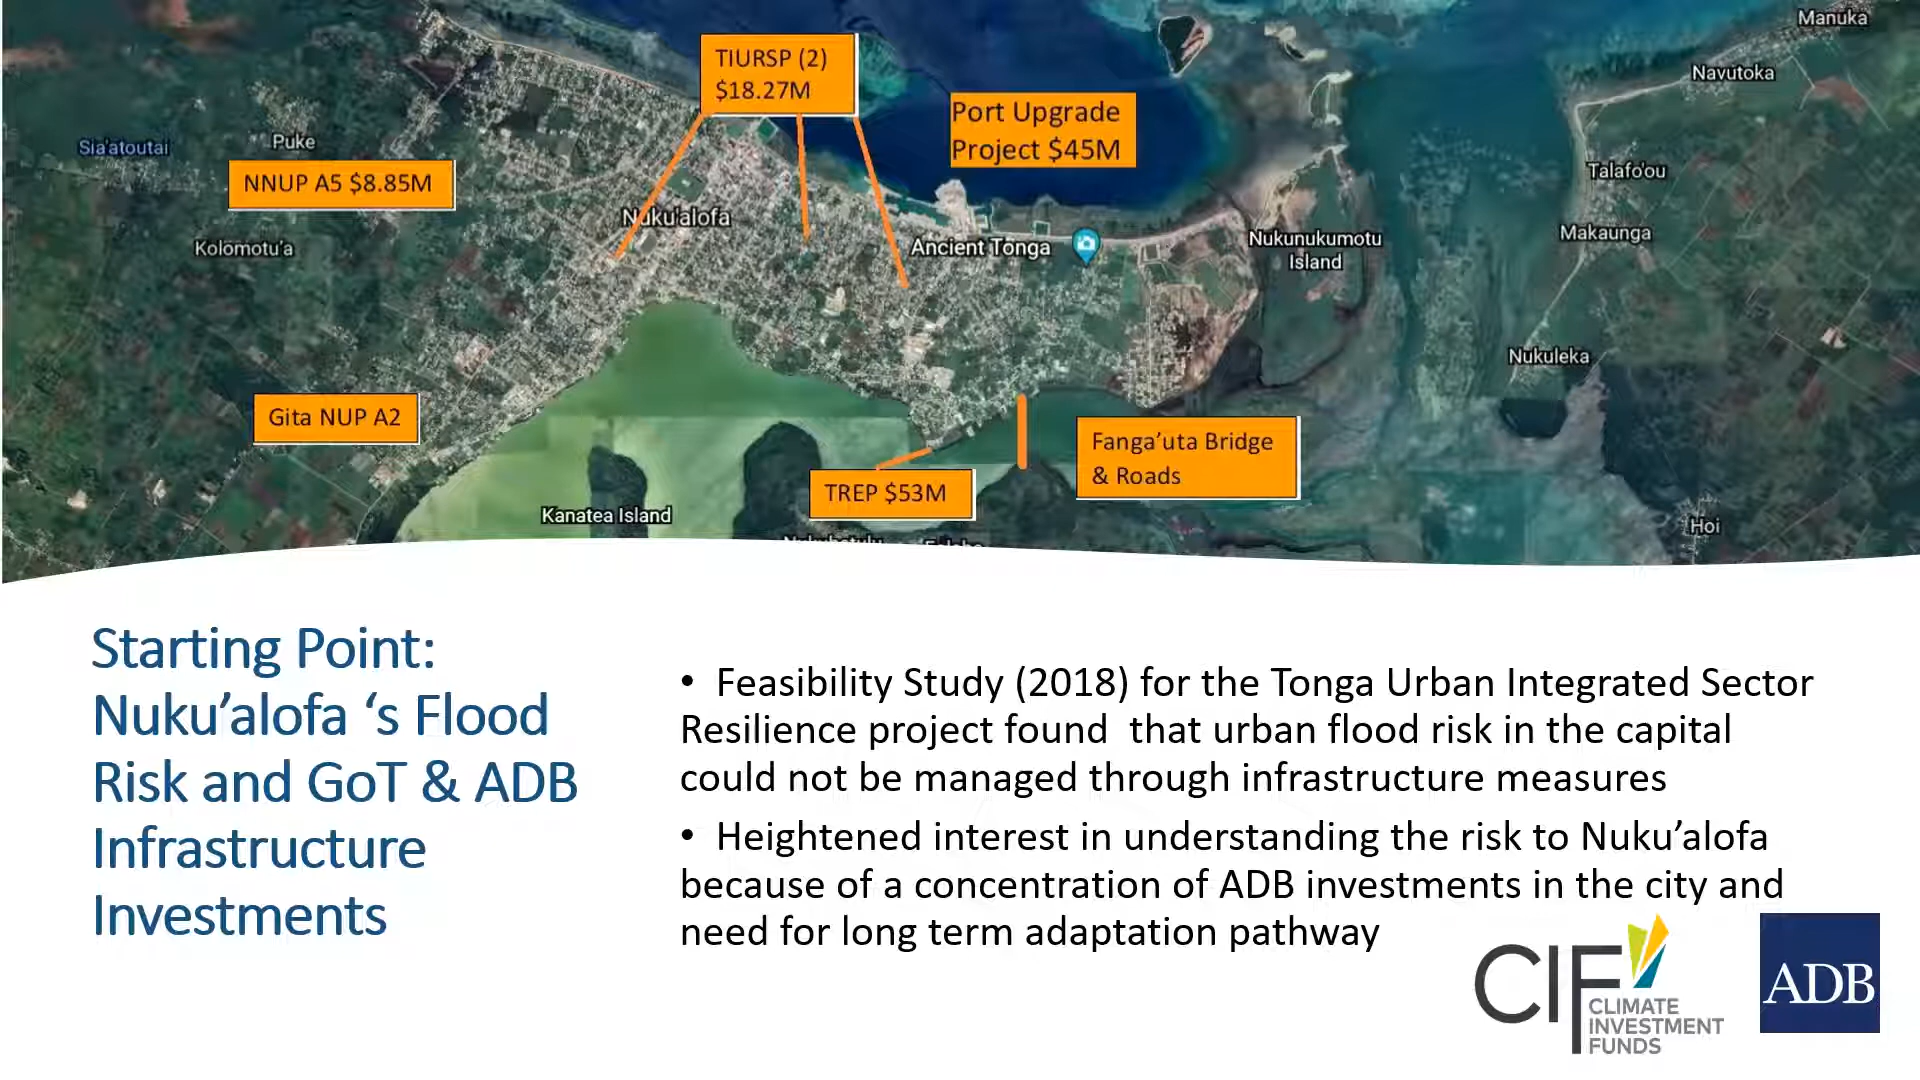 Manuka
TIURSP (2)
$18.27M
Navutoka
Port Upgrade
Project $45M
Sia'atoutai
Puke
NNUP A5 $8.85M
Talafo'ou
Nuku'alofa
Kolomotu'a
Ancient Tonga
Nukunukumotu
Island
Makaunga
Nukuleka
Gita NUP A2
Fanga’uta Bridge
& Roads
TREP $53M
Kanatea Island
Hoi
Starting Point:
Nuku’alofa ‘s Flood
Risk and GoT & ADB
Infrastructure
Investments
• Feasibility Study (2018) for the Tonga Urban Integrated Sector
Resilience project found  that urban flood risk in the capital
could not be managed through infrastructure measures
• Heightened interest in understanding the risk to Nuku’alofa
because of a concentration of ADB investments in the city and
need for long term adaptation pathway
CIF
CLIMATE
INVESTMENT
FUNDS
ADB